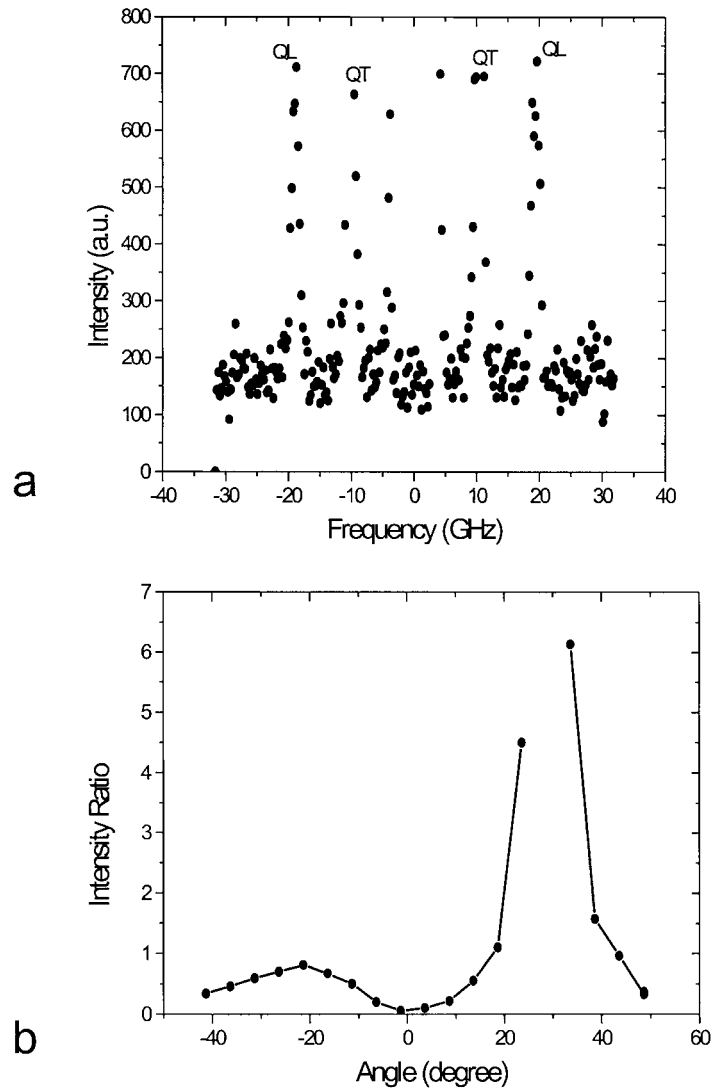 800
700
600
500
400
300
200
100
0
Intensity (a.u.)
QL
QT
QT
QL
-40 -30 -20 -10 0 10 20 30 40
Frequency (GHz)
a
7
6
5
4
3
2
1
0
Intensity Ratio
-40 -20 0 20 40 60
Angle (degree)
b